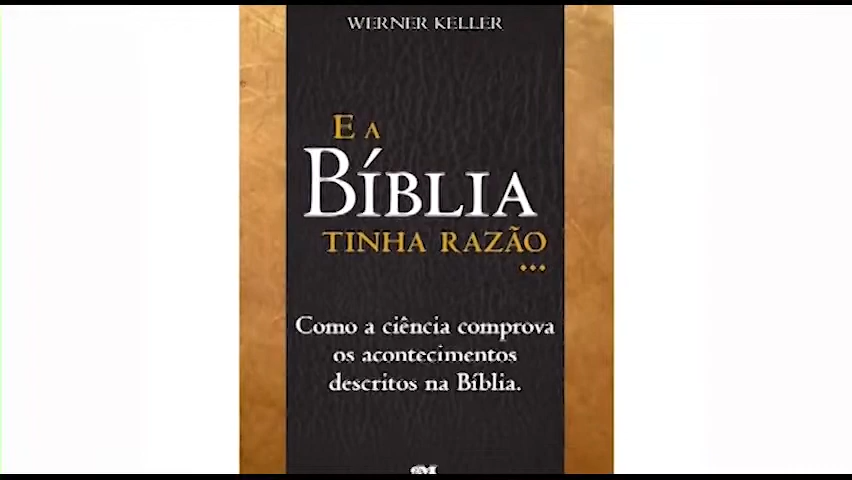 WERNER KELLER
E A
BÍBLIA
TINHA RAZÃO
...
Como a ciência comprova
os acontecimentos
descritos na Bíblia.